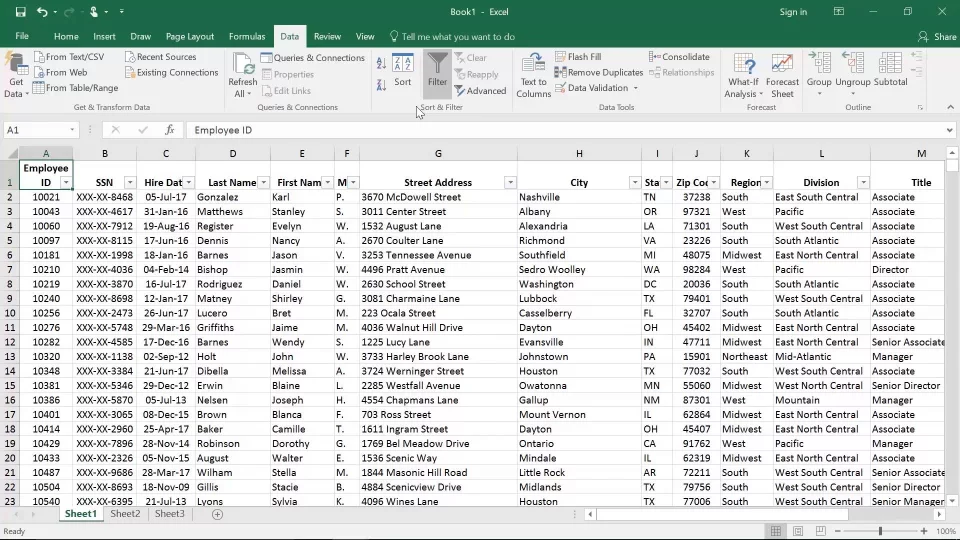 Book1 - Excel
Sign in
File Home Insert Draw Page Layout Formulas Data Review View Tell me what you want to do Share
From Text/CSV Recent Sources Queries & Connections Clear Flash Fill Consolidate
Get Data From Web Existing Connections Refresh All Properties Sort Filter Reapply Text to Columns Remove Duplicates Relationships What-If Analysis Forecast Sheet Group Ungroup Subtotal
From Table/Range Edit Links Advanced Data Validation
Get & Transform Data Queries & Connections Sort & Filter Data Tools Forecast Outline
A1 fx Employee ID
A B C D E F G H I J K L M
1 Employee ID SSN Hire Dat Last Name First Nam M Street Address City Sta Zip Co Region Division Title
2 10021 XXX-XX-8468 05-Jul-17 Gonzalez Karl P. 3670 McDowell Street Nashville TN 37238 South East South Central Associate
3 10043 XXX-XX-4617 31-Jan-16 Matthews Stanley S. 3011 Center Street Albany OR 97321 West Pacific Associate
4 10060 XXX-XX-7912 19-Aug-16 Register Evelyn W. 1532 August Lane Alexandria LA 71301 South West South Central Associate
5 10097 XXX-XX-8115 17-Jun-16 Dennis Nancy A. 2670 Coulter Lane Richmond VA 23226 South South Atlantic Associate
6 10181 XXX-XX-1998 18-Jan-16 Barnes Jason V. 3253 Tennessee Avenue Southfield MI 48075 Midwest East North Central Associate
7 10210 XXX-XX-4036 04-Feb-14 Bishop Jasmin W. 4496 Pratt Avenue Sedro Woolley WA 98284 West Pacific Director
8 10219 XXX-XX-3870 16-Jul-17 Rodriguez Daniel W. 2630 School Street Washington DC 20036 South South Atlantic Associate
9 10240 XXX-XX-8698 12-Jan-17 Matney Shirley G. 3081 Charmaine Lane Lubbock TX 79401 South West South Central Associate
10 10256 XXX-XX-2473 26-Jun-17 Lucero Bret M. 223 Ocala Street Casselberry FL 32707 South South Atlantic Associate
11 10276 XXX-XX-5748 29-Mar-16 Griffiths Jaime M. 4036 Walnut Hill Drive Dayton OH 45402 Midwest East North Central Associate
12 10282 XXX-XX-4585 17-Dec-16 Barnes Wendy S. 1225 Lucy Lane Evansville IN 47711 Midwest East North Central Senior Associate
13 10320 XXX-XX-1138 02-Sep-12 Holt John W. 3733 Harley Brook Lane Johnstown PA 15901 Northeast Mid-Atlantic Manager
14 10348 XXX-XX-3384 21-Jun-17 Dibella Melissa A. 3724 Werninger Street Houston TX 77032 South West South Central Associate
15 10381 XXX-XX-5346 29-Dec-12 Erwin Blaine L. 2285 Westfall Avenue Owatonna MN 55060 Midwest West North Central Senior Director
16 10386 XXX-XX-5870 05-Jul-13 Nelsen Joseph H. 4554 Chapmans Lane Gallup NM 87301 West Mountain Manager
17 10401 XXX-XX-3065 08-Dec-15 Brown Blanca F. 703 Ross Street Mount Vernon IL 62864 Midwest East North Central Associate
18 10414 XXX-XX-2960 25-Apr-17 Baker Camille T. 1611 Ingram Street Dayton OH 45407 Midwest East North Central Associate
19 10429 XXX-XX-7896 28-Nov-14 Robinson Dorothy G. 1769 Bel Meadow Drive Ontario CA 91762 West Pacific Manager
20 10433 XXX-XX-2326 05-Nov-15 August Walter E. 1536 Scenic Way Mindale IL 62319 Midwest East North Central Associate
21 10487 XXX-XX-9686 28-Mar-17 Wilham Stella M. 1844 Masonic Hill Road Little Rock AR 72211 South West South Central Senior Associate
22 10504 XXX-XX-8693 18-Nov-09 Gillis Stacie B. 4884 Scenicview Drive Midlands TX 79756 South West South Central Senior Director
23 10540 XXX-XX-6395 21-Jul-13 Lyons Sylvia K. 4096 Wines Lane Houston TX 77006 South West South Central Senior Manager
Sheet1 Sheet2 Sheet3
Ready 100%